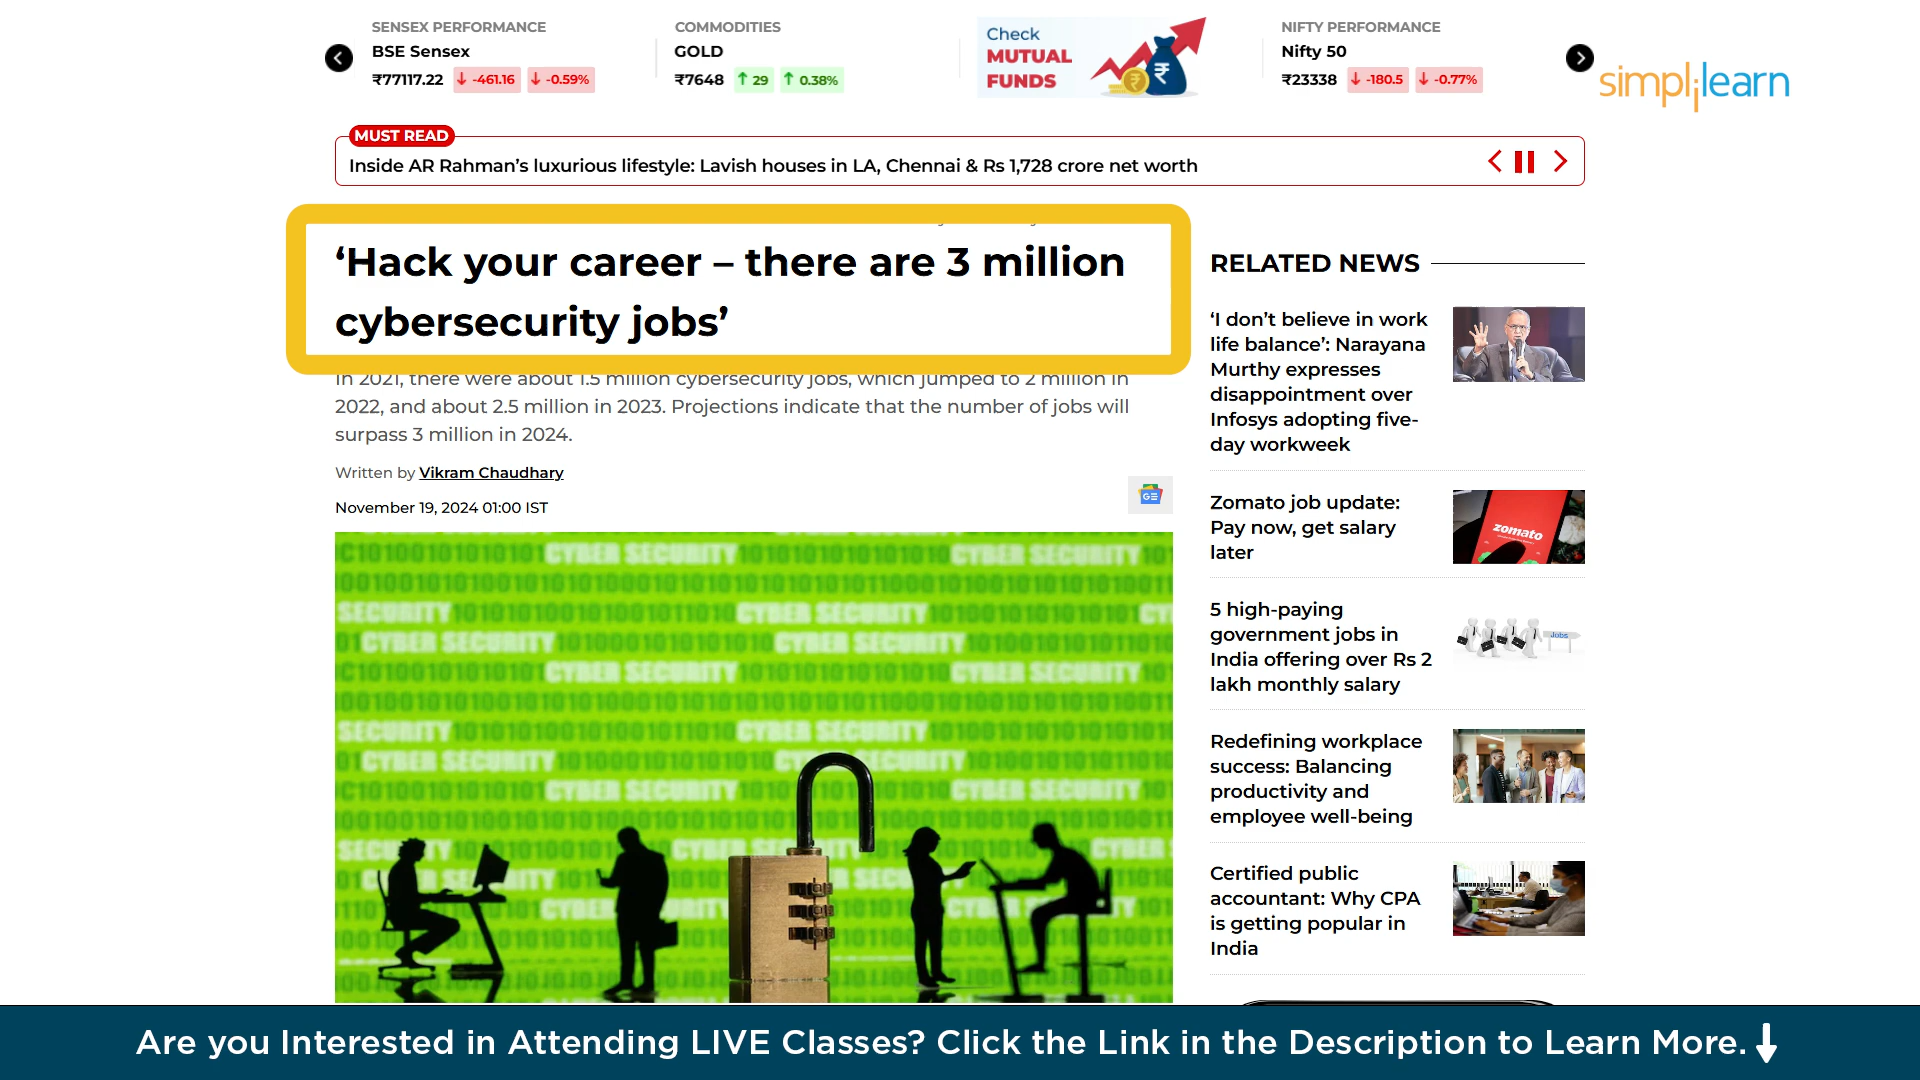 SENSEX PERFORMANCE
BSE Sensex
₹77117.22 -461.16 -0.59%
COMMODITIES
GOLD
₹7648 29 0.38%
Check
MUTUAL
FUNDS
NIFTY PERFORMANCE
Nifty 50
₹23338 -180.5 -0.77%
simplilearn
MUST READ
Inside AR Rahman’s luxurious lifestyle: Lavish houses in LA, Chennai & Rs 1,728 crore net worth
‘Hack your career – there are 3 million
cybersecurity jobs’
In 2021, there were about 1.5 million cybersecurity jobs, which jumped to 2 million in
2022, and about 2.5 million in 2023. Projections indicate that the number of jobs will
surpass 3 million in 2024.
Written by Vikram Chaudhary
November 19, 2024 01:00 IST
RELATED NEWS
‘I don’t believe in work
life balance’: Narayana
Murthy expresses
disappointment over
Infosys adopting five-
day workweek
Zomato job update:
Pay now, get salary
later
zomato
5 high-paying
government jobs in
India offering over Rs 2
lakh monthly salary
Jobs
Redefining workplace
success: Balancing
productivity and
employee well-being
Certified public
accountant: Why CPA
is getting popular in
India
CYBER SECURITY
Are you Interested in Attending LIVE Classes? Click the Link in the Description to Learn More.